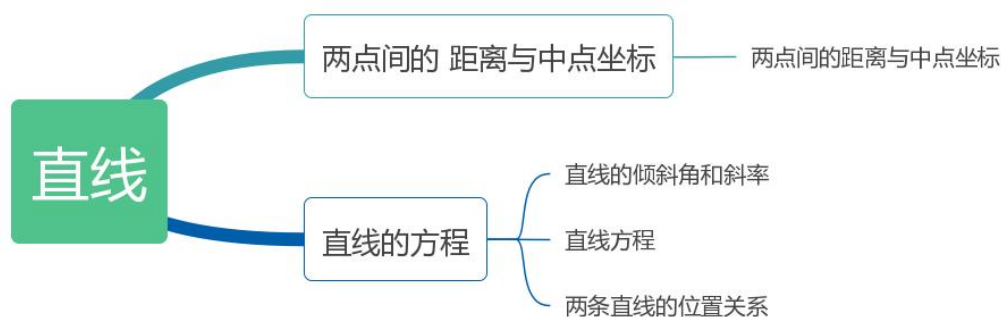 直线
两点间的 距离与中点坐标
两点间的距离与中点坐标
直线的方程
直线的倾斜角和斜率
直线方程
两条直线的位置关系